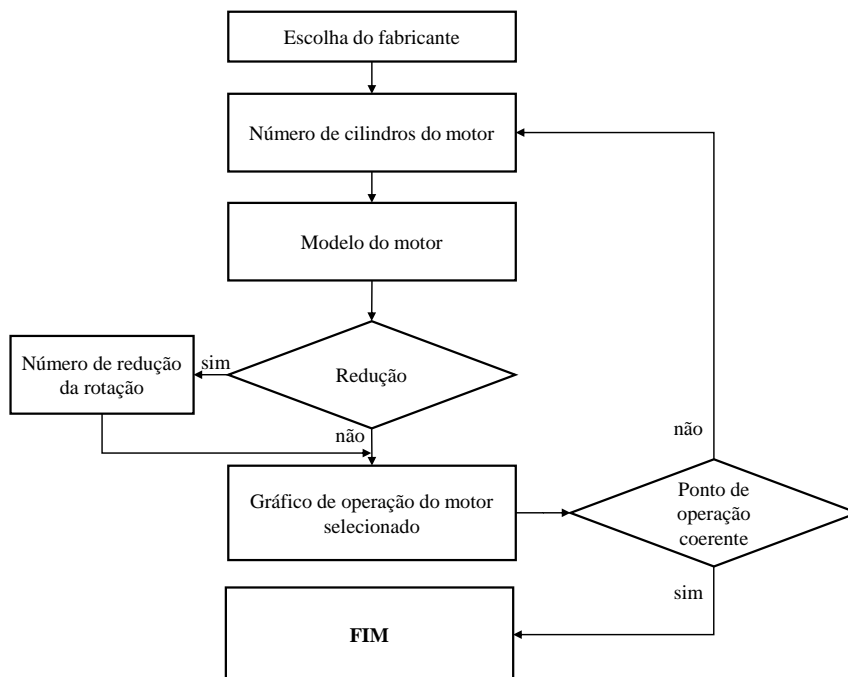 Escolha do fabricante
Número de cilindros do motor
Modelo do motor
Número de redução
da rotação
sim
Redução
não
Gráfico de operação do motor
selecionado
não
Ponto de
operação
coerente
sim
FIM